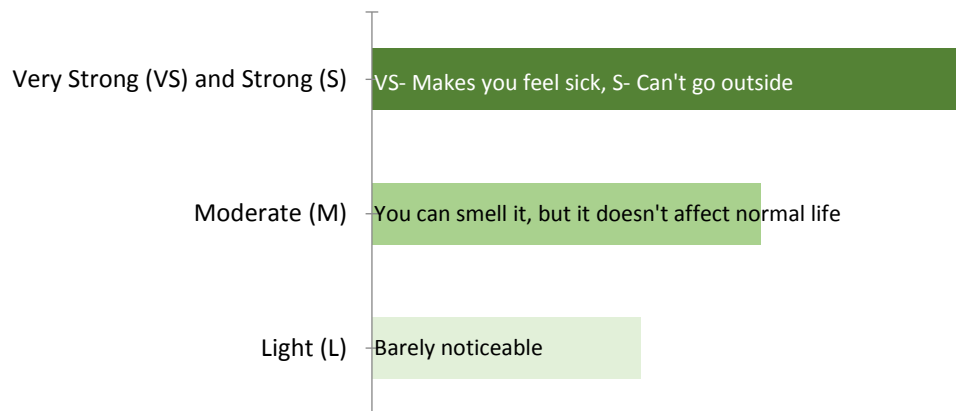 Very Strong (VS) and Strong (S)
VS- Makes you feel sick, S- Can't go outside
Moderate (M)
You can smell it, but it doesn't affect normal life
Light (L)
Barely noticeable